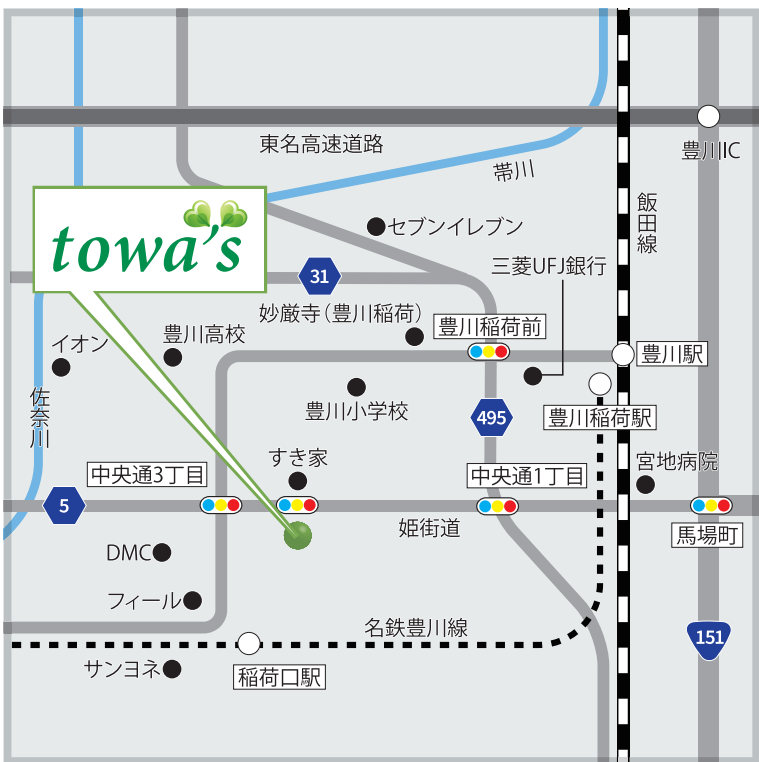 東名高速道路
豊川IC
帯川
飯田線
towa's
セブンイレブン
三菱UFJ銀行
31
妙厳寺（豊川稲荷）
豊川稲荷前
豊川高校
イオン
豊川駅
佐奈川
豊川小学校
495
豊川稲荷駅
すき家
中央通3丁目
中央通1丁目
宮地病院
5
姫街道
馬場町
DMC
フィール
名鉄豊川線
151
サンヨネ
稲荷口駅